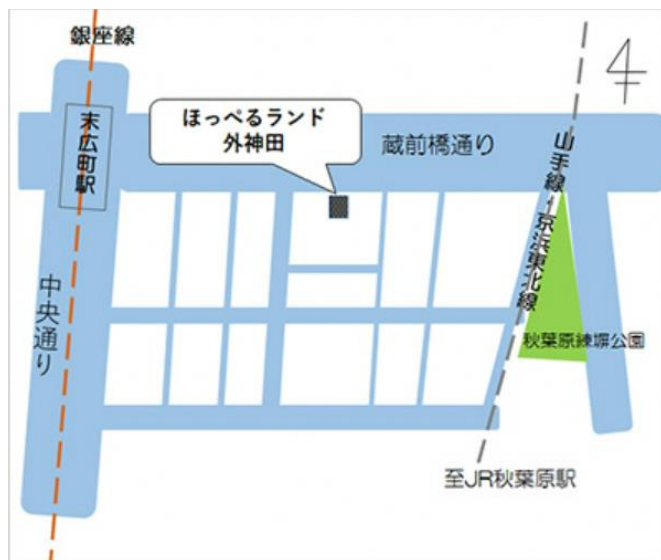 銀座線
末広町駅
ほっぺるランド
外神田
蔵前橋通り
山手線・京浜東北線
中央通り
秋葉原練塀公園
至JR秋葉原駅